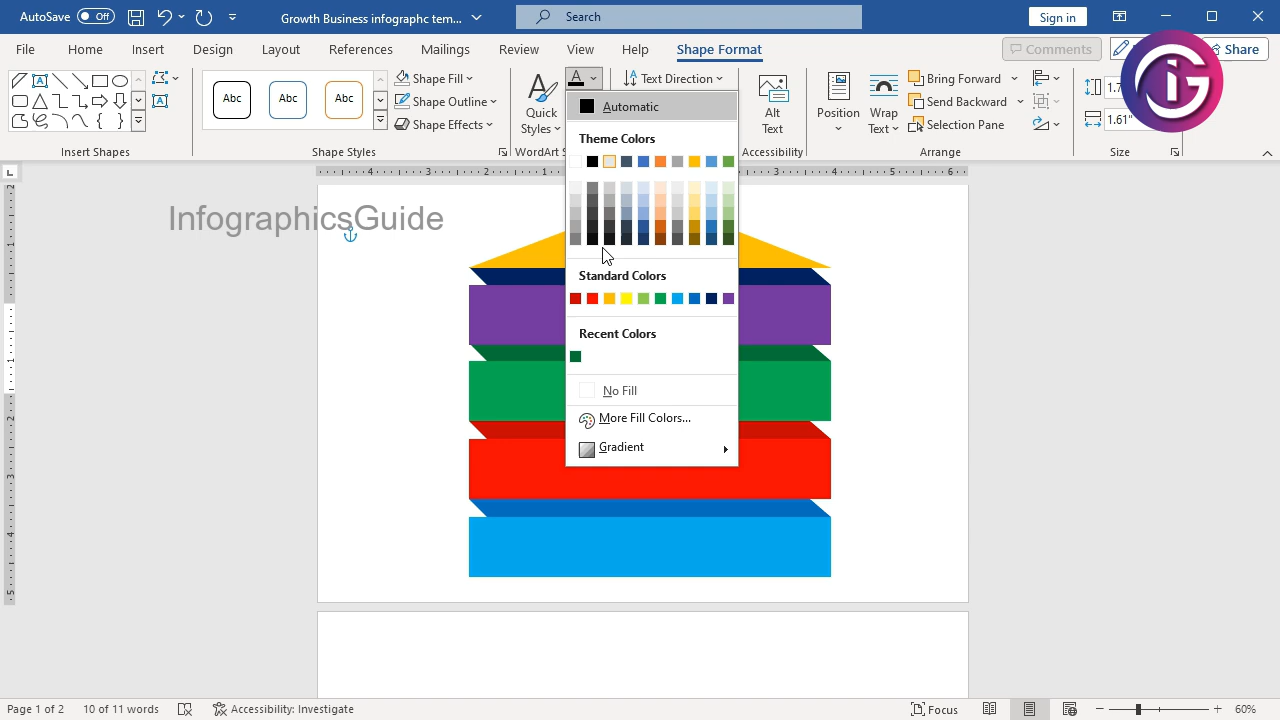 AutoSave Off
Growth Business infographc tem...
Search
Sign in
File Home Insert Design Layout References Mailings Review View Help Shape Format
Comments
Share
Abc Abc Abc
Shape Fill
Shape Outline
Shape Effects
Quick Styles
Text Direction
Alt Text
Position
Wrap Text
Bring Forward
Send Backward
Selection Pane
1.61"
Insert Shapes
Shape Styles
WordArt S
Accessibility
Arrange
Size
Automatic
Theme Colors
Standard Colors
Recent Colors
No Fill
More Fill Colors...
Gradient
InfographicsGuide
Page 1 of 2 10 of 11 words Accessibility: Investigate
Focus
60%